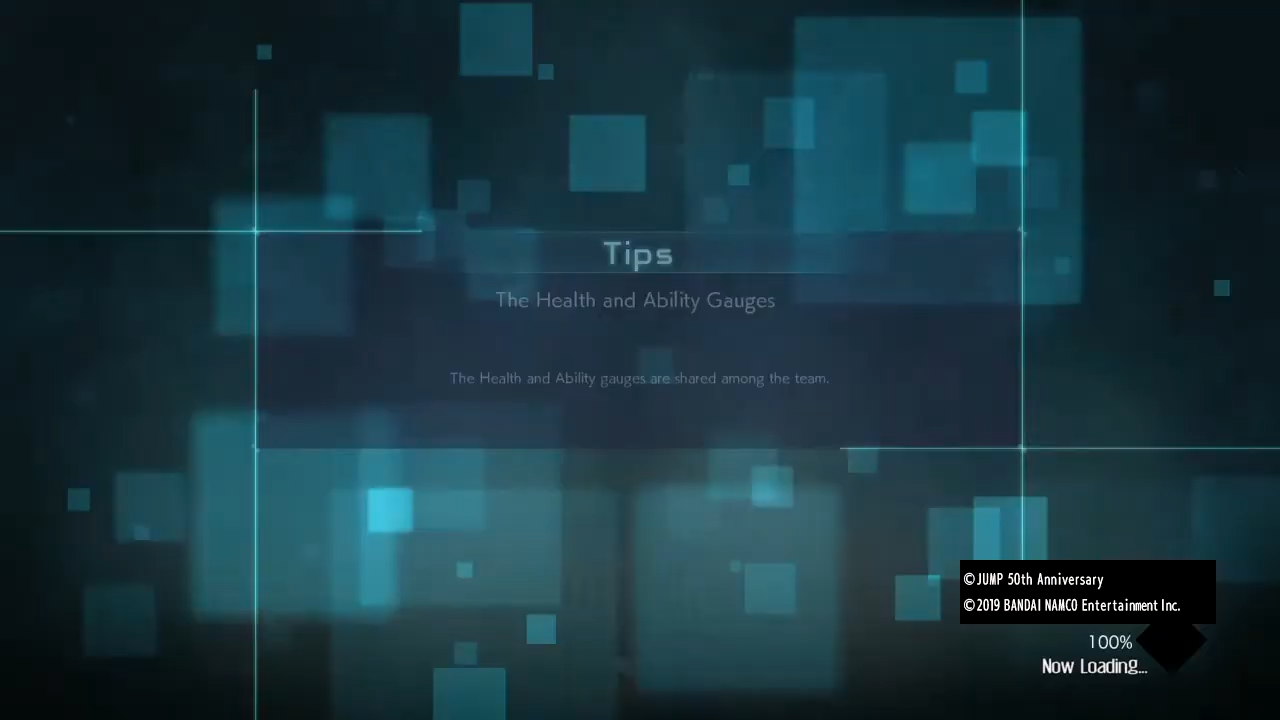 Tips
The Health and Ability Gauges
The Health and Ability gauges are shared among the team.
©JUMP 50th Anniversary
©2019 BANDAI NAMCO Entertainment Inc.
100%
Now Loading...